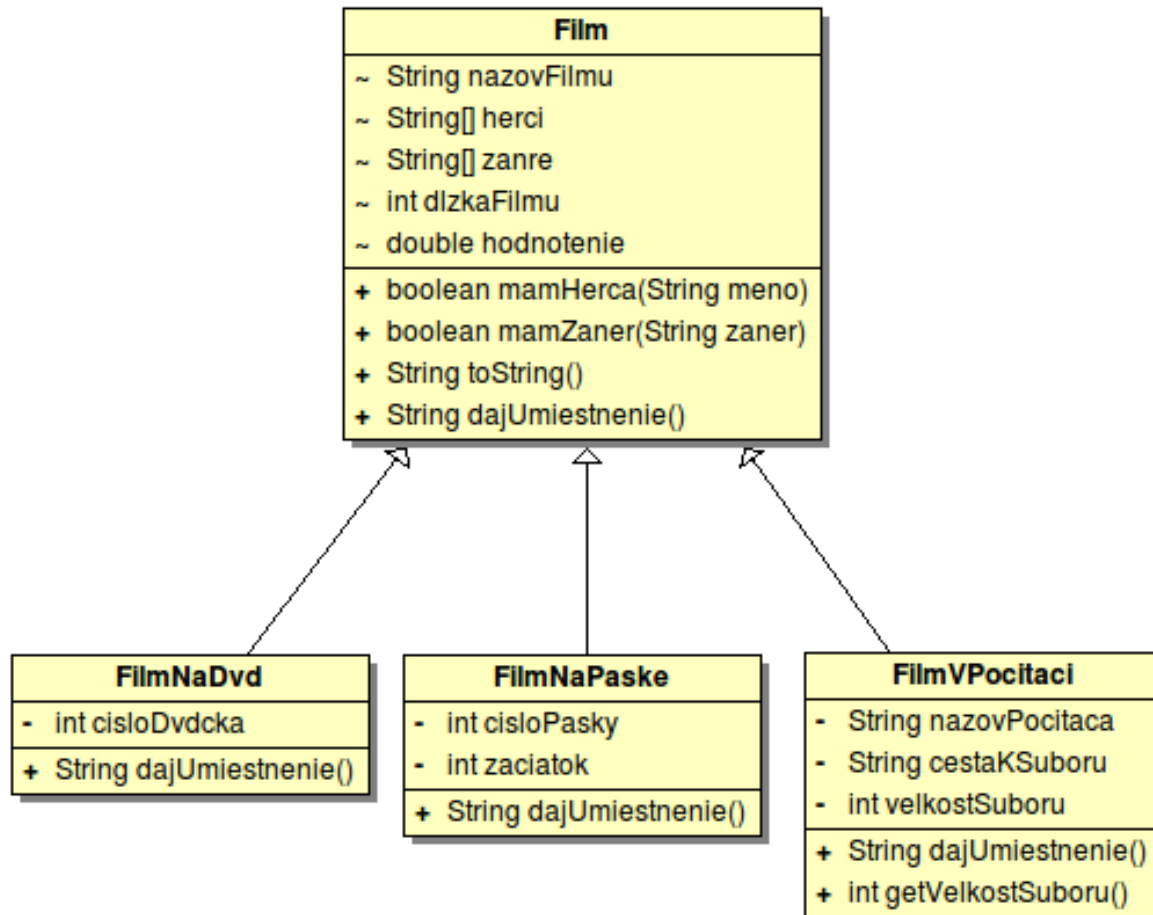 Film
~ String nazovFilmu
~ String[] herci
~ String[] zanre
~ int dlzkaFilmu
~ double hodnotenie
+ boolean mamHerca(String meno)
+ boolean mamZaner(String zaner)
+ String toString()
+ String dajUmiestnenie()
FilmNaDvd
- int cisloDvdcka
+ String dajUmiestnenie()
FilmNaPaske
- int cisloPasky
- int zaciatok
+ String dajUmiestnenie()
FilmVPocitaci
- String nazovPocitaca
- String cestaKSuboru
- int velkostSuboru
+ String dajUmiestnenie()
+ int getVelkostSuboru()